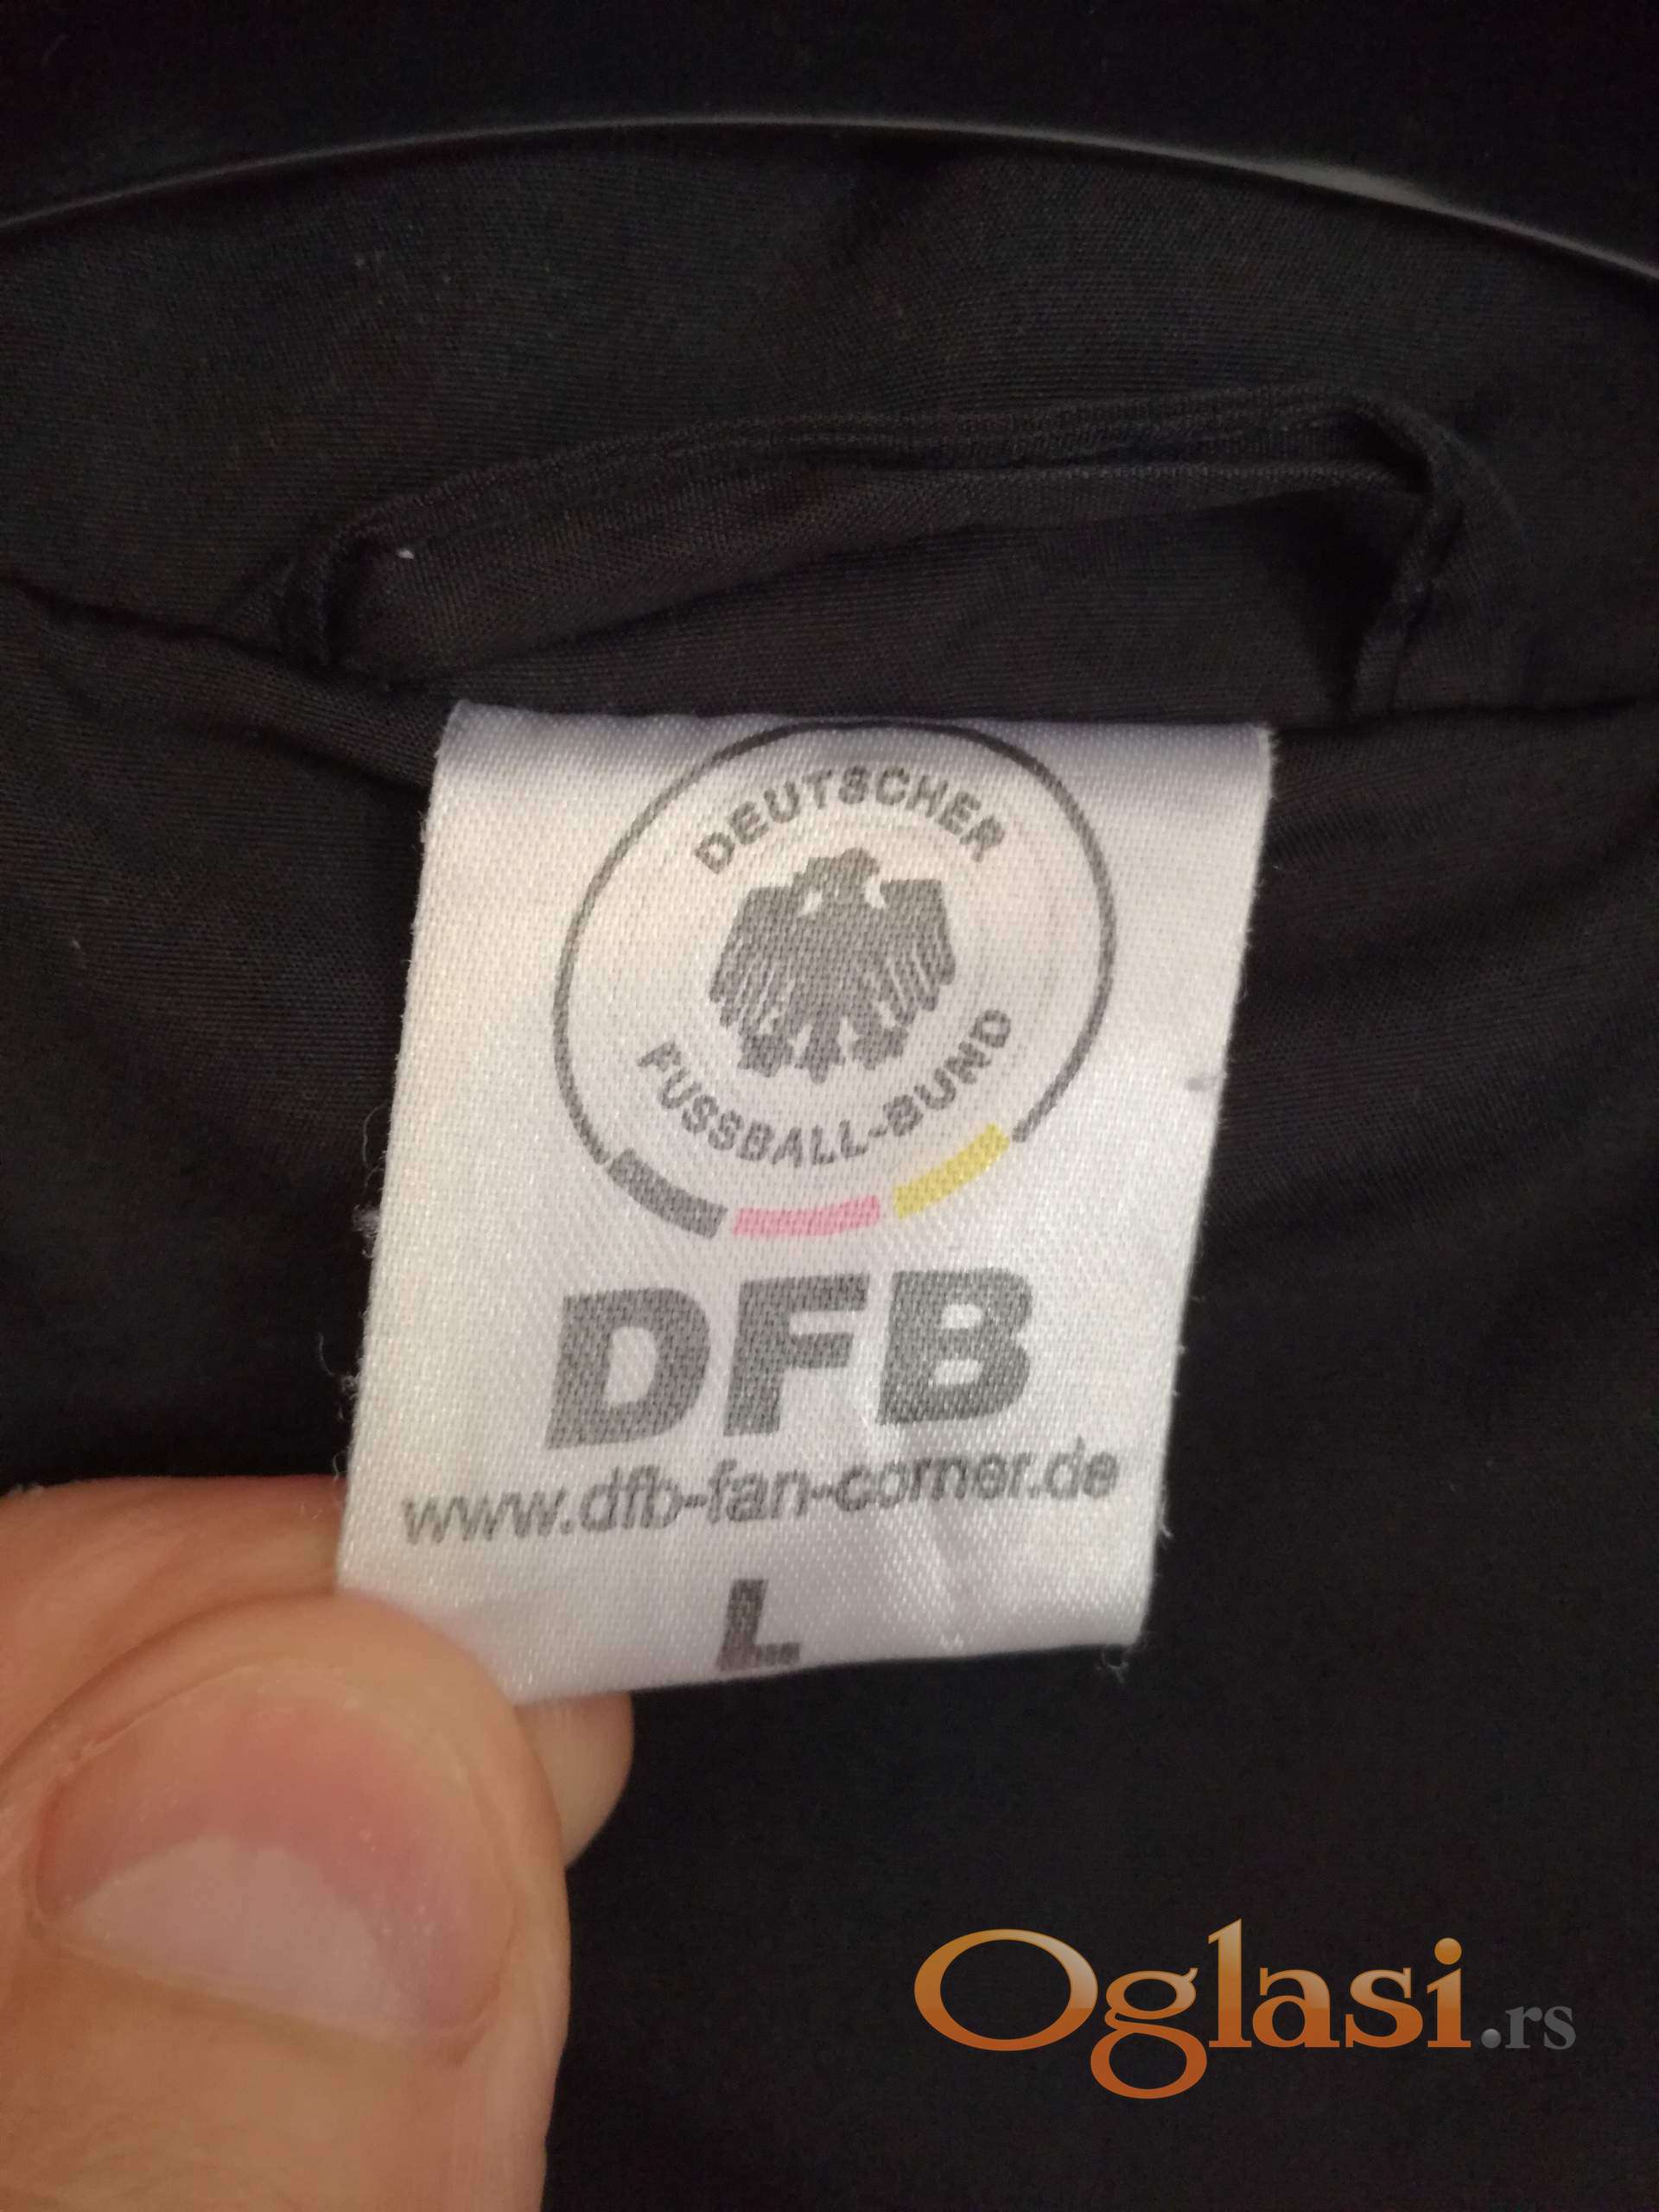 DEUTSCHER
FUSSBALL-BUND
DFB
www.dfb-fan-corner.de
L
Oglasi.rs